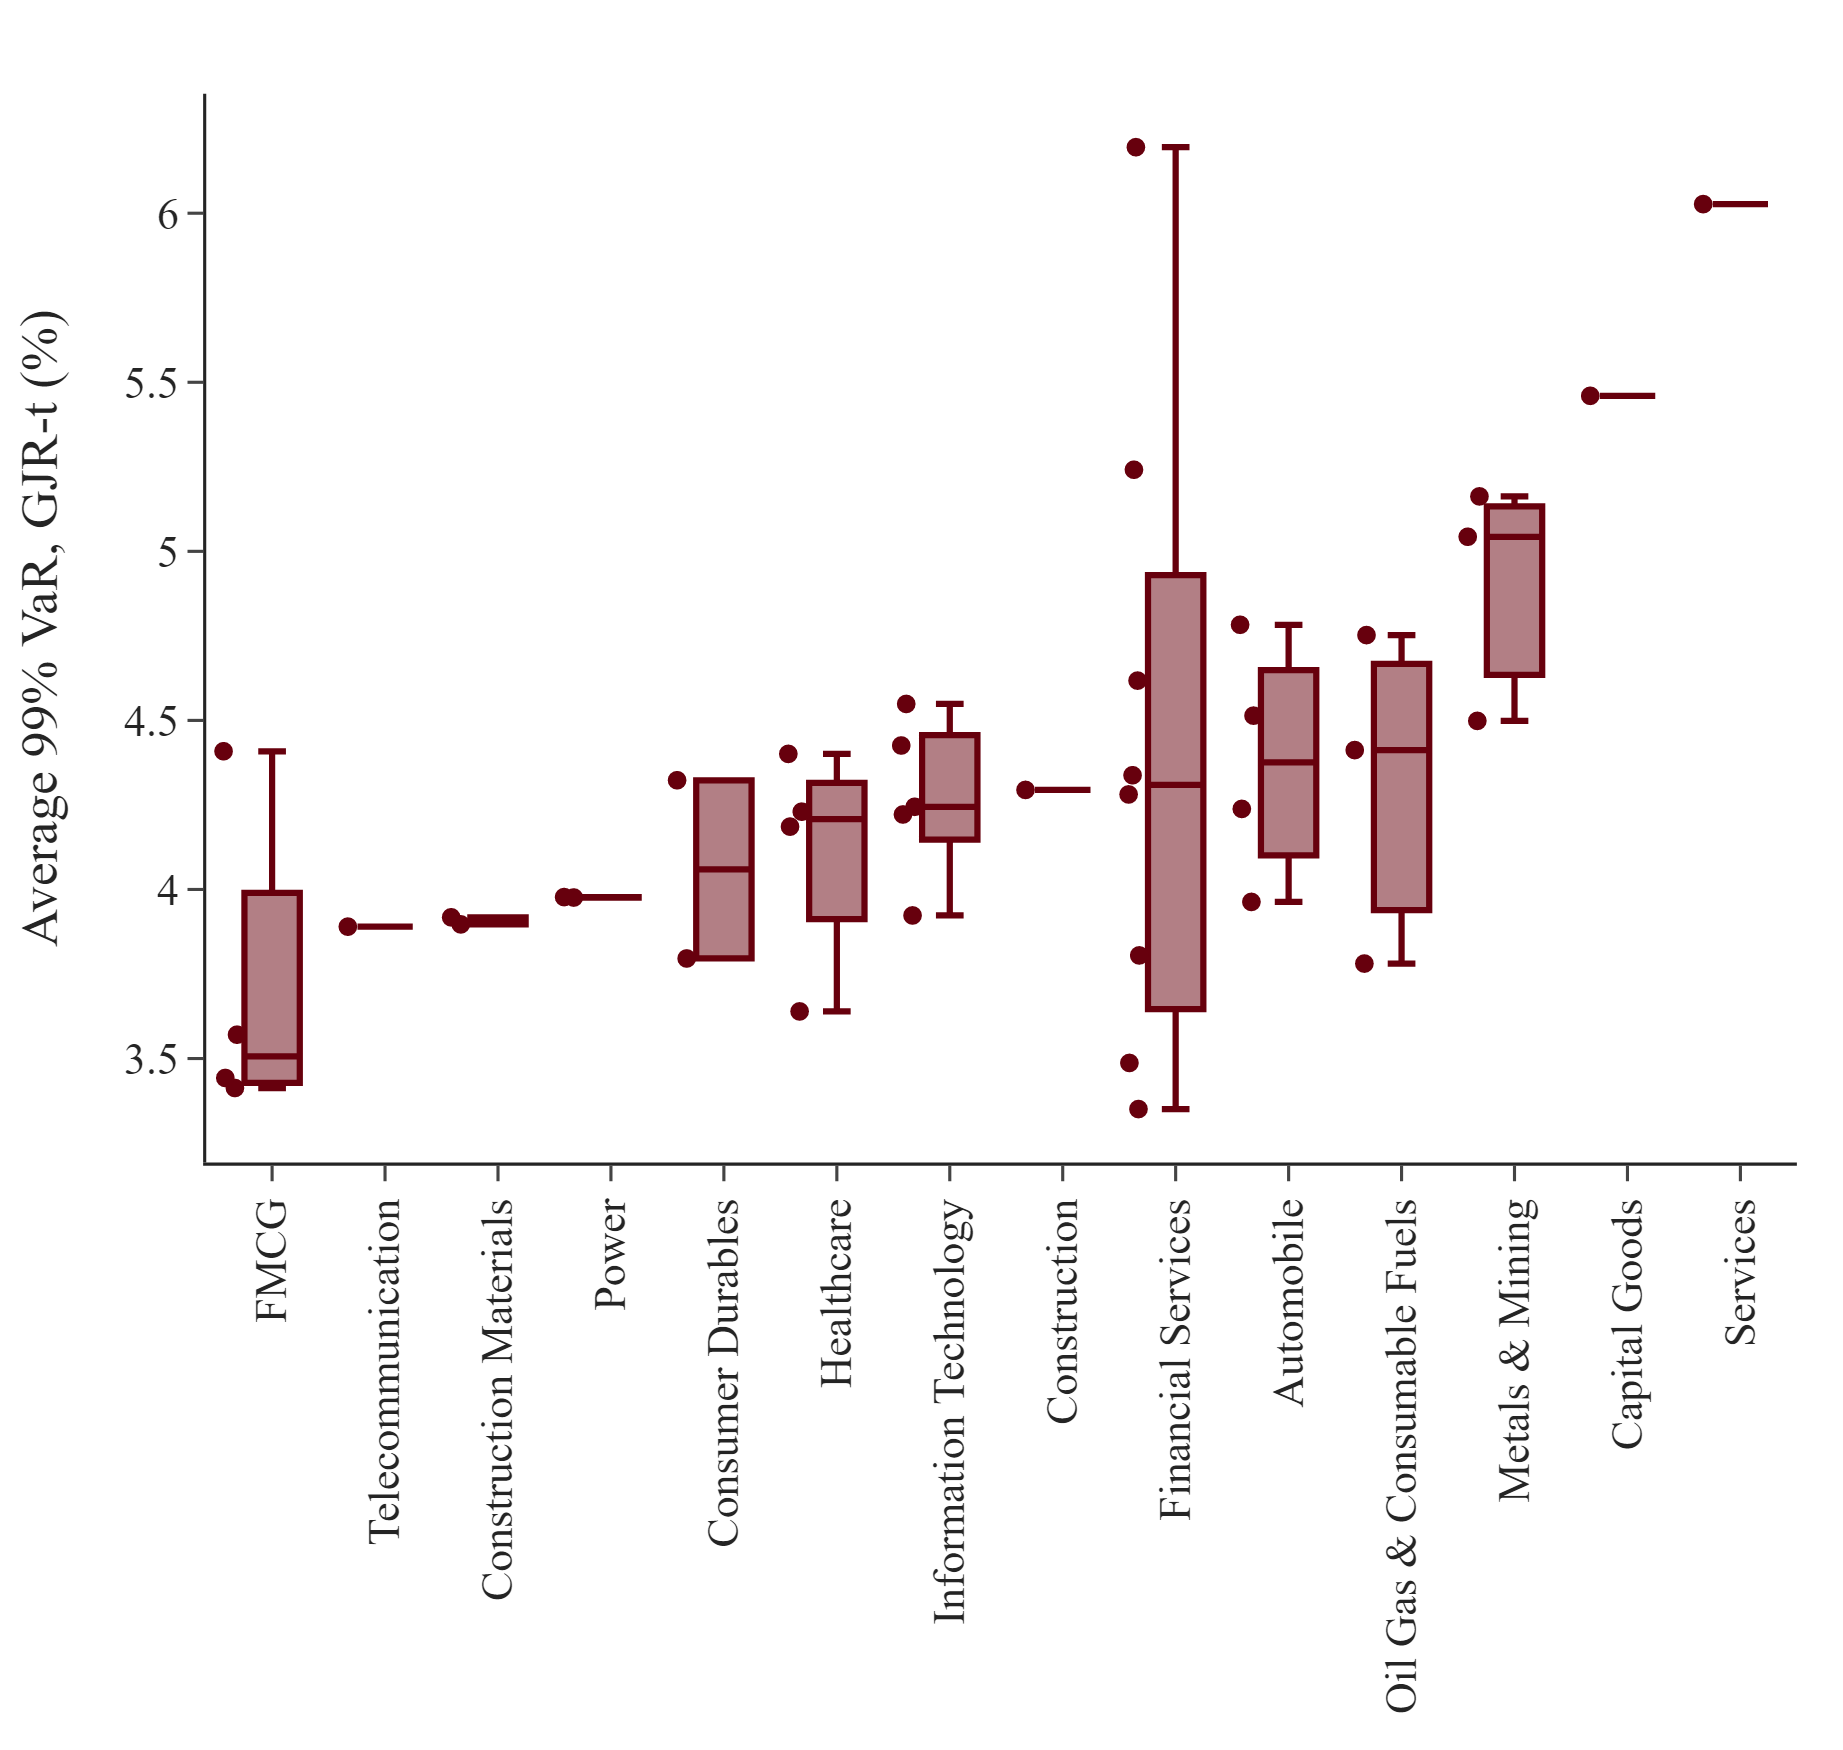 Average 99% VaR, GJR-t (%)
6
5.5
5
4.5
4
3.5
FMCG
Telecommunication
Construction Materials
Power
Consumer Durables
Healthcare
Information Technology
Construction
Financial Services
Automobile
Oil Gas & Consumable Fuels
Metals & Mining
Capital Goods
Services